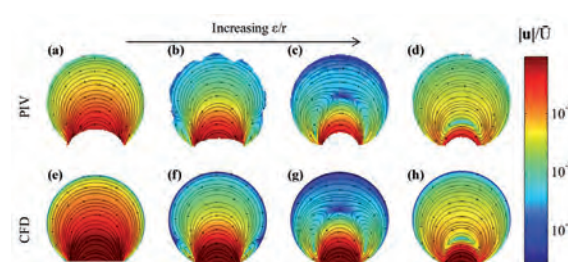 Increasing ε/r
|u|/Ū
(a) (b) (c) (d)
PIV
(e) (f) (g) (h)
CFD